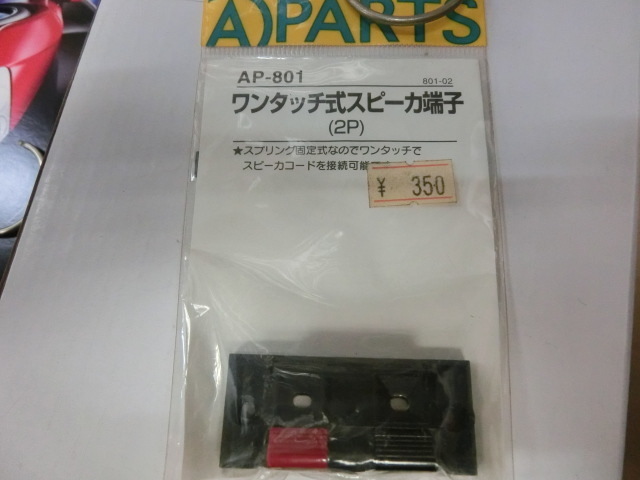 A)PARTS
AP-801
801-02
ワンタッチ式スピーカ端子
(2P)
★スプリング固定式なのでワンタッチで
スピーカコードを接続可能
¥ 350